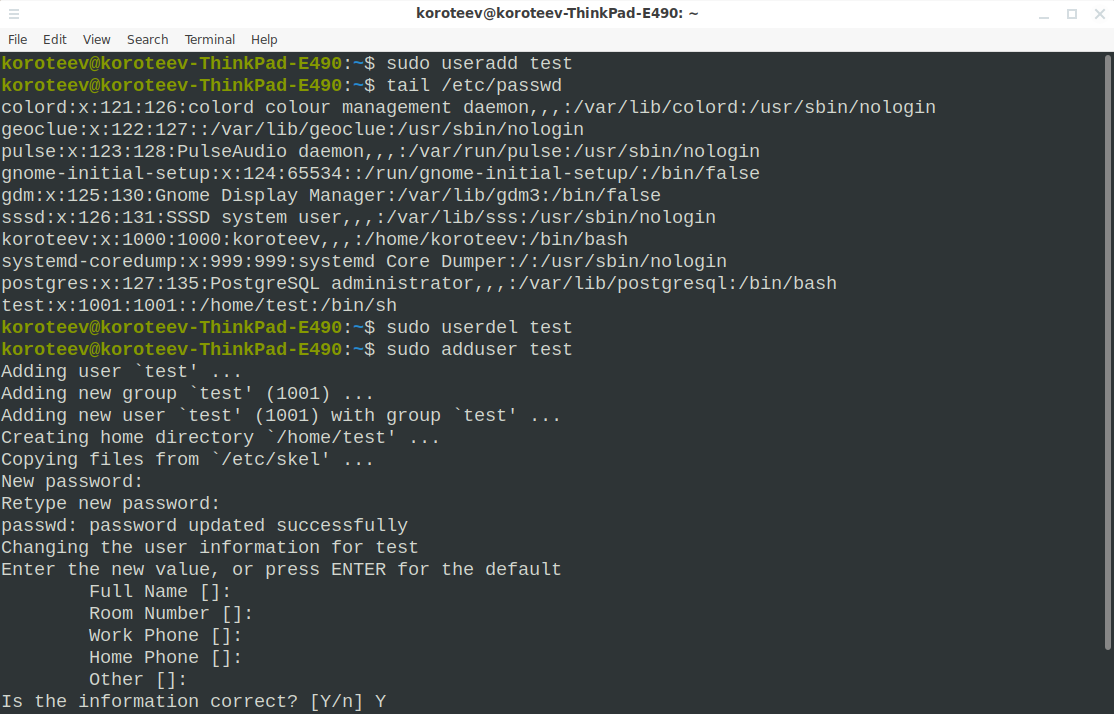 koroteev@koroteev-ThinkPad-E490: ~
File Edit View Search Terminal Help
koroteev@koroteev-ThinkPad-E490:~$ sudo useradd test
koroteev@koroteev-ThinkPad-E490:~$ tail /etc/passwd
colord:x:121:126:colord colour management daemon,,,:/var/lib/colord:/usr/sbin/nologin
geoclue:x:122:127::/var/lib/geoclue:/usr/sbin/nologin
pulse:x:123:128:PulseAudio daemon,,,:/var/run/pulse:/usr/sbin/nologin
gnome-initial-setup:x:124:65534::/run/gnome-initial-setup/:/bin/false
gdm:x:125:130:Gnome Display Manager:/var/lib/gdm3:/bin/false
sssd:x:126:131:SSSD system user,,,:/var/lib/sss:/usr/sbin/nologin
koroteev:x:1000:1000:koroteev,,,:/home/koroteev:/bin/bash
systemd-coredump:x:999:999:systemd Core Dumper:/:/usr/sbin/nologin
postgres:x:127:135:PostgreSQL administrator,,,:/var/lib/postgresql:/bin/bash
test:x:1001:1001::/home/test:/bin/sh
koroteev@koroteev-ThinkPad-E490:~$ sudo userdel test
koroteev@koroteev-ThinkPad-E490:~$ sudo adduser test
Adding user `test' ...
Adding new group `test' (1001) ...
Adding new user `test' (1001) with group `test' ...
Creating home directory `/home/test' ...
Copying files from `/etc/skel' ...
New password:
Retype new password:
passwd: password updated successfully
Changing the user information for test
Enter the new value, or press ENTER for the default
        Full Name []:
        Room Number []:
        Work Phone []:
        Home Phone []:
        Other []:
Is the information correct? [Y/n] Y